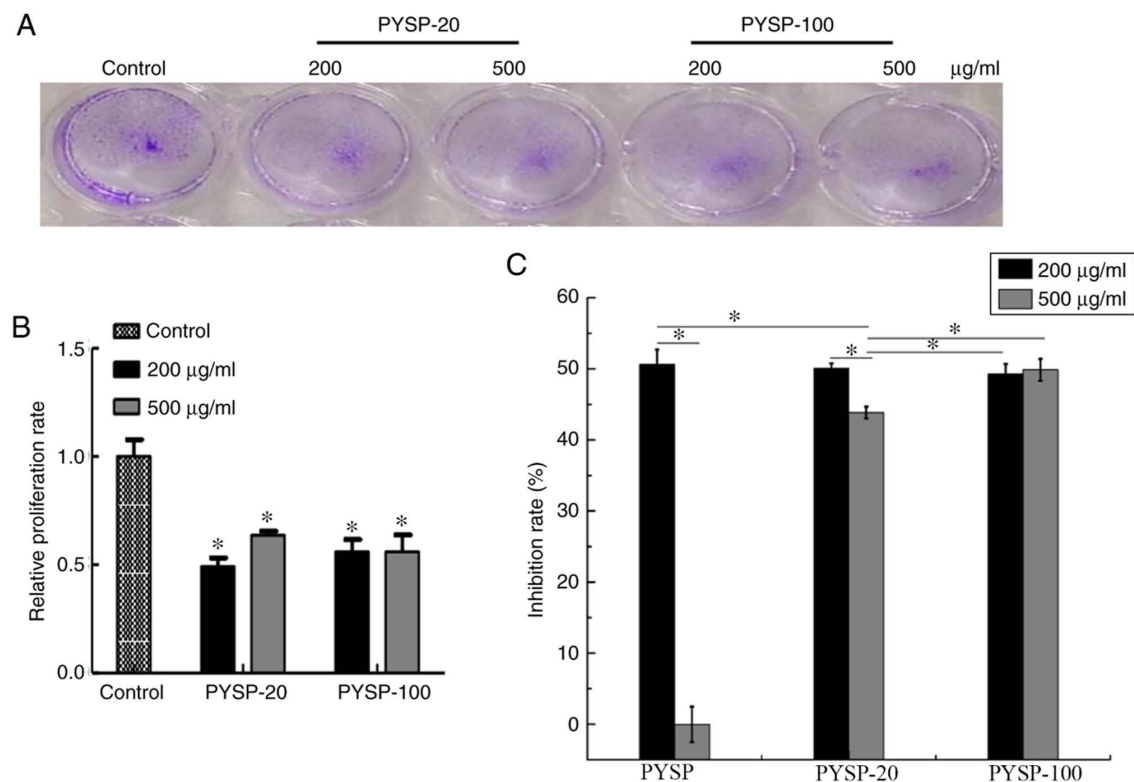 A
PYSP-20 PYSP-100
Control 200 500 200 500 µg/ml
B
Control
200 µg/ml
500 µg/ml
Relative proliferation rate
1.5
1.0
0.5
0.0
* * * *
Control PYSP-20 PYSP-100
C
200 µg/ml
500 µg/ml
Inhibition rate (%)
60
50
40
30
20
10
0
* *
* * *
PYSP PYSP-20 PYSP-100